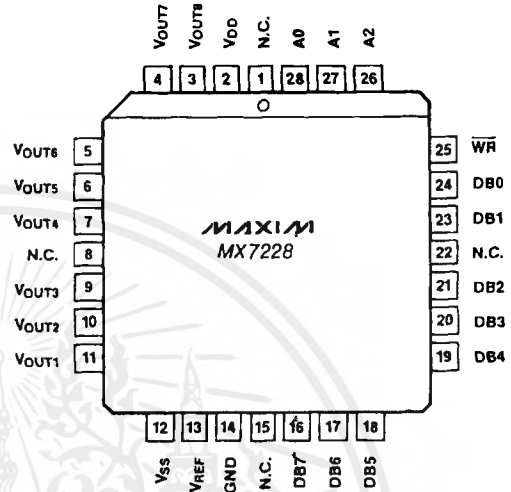 VOUT7 VOUT8 VDD N.C. A0 A1 A2
4 3 2 1 28 27 26
VOUT6 5
VOUT5 6
VOUT4 7
N.C. 8
VOUT3 9
VOUT2 10
VOUT1 11
MAXIM
MX7228
25 WR
24 DB0
23 DB1
22 N.C.
21 DB2
20 DB3
19 DB4
12 13 14 15 16 17 18
VSS VREF GND N.C. DB7 DB6 DB5